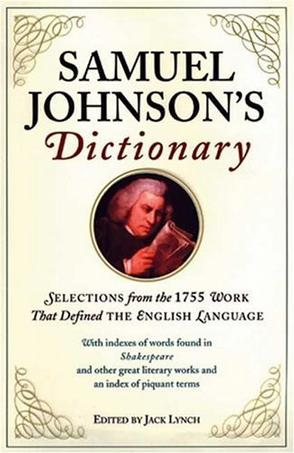 SAMUEL
JOHNSON'S
Dictionary
SELECTIONS from the 1755 WORK
That Defined THE ENGLISH LANGUAGE
With indexes of words found in
Shakespeare
and other great literary works and
an index of piquant terms
EDITED BY JACK LYNCH